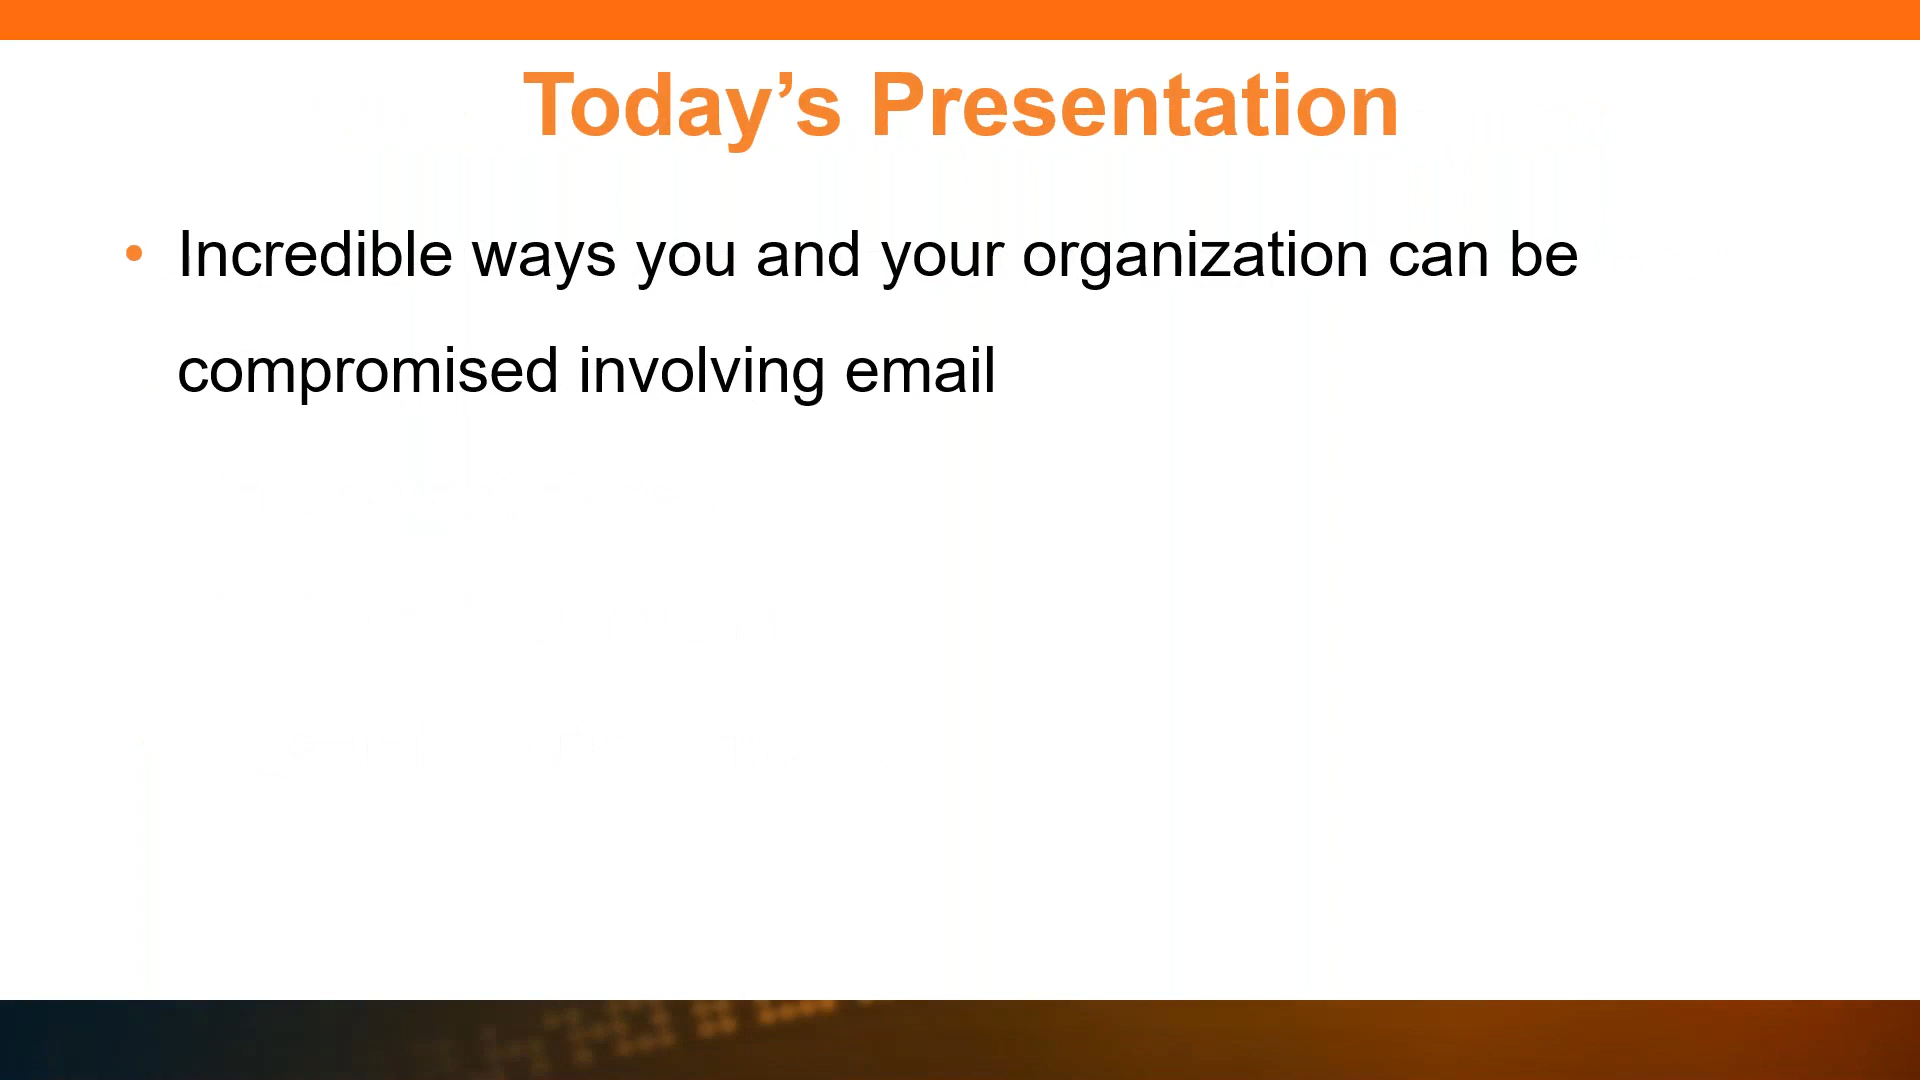 Today’s Presentation
• Incredible ways you and your organization can be
compromised involving email